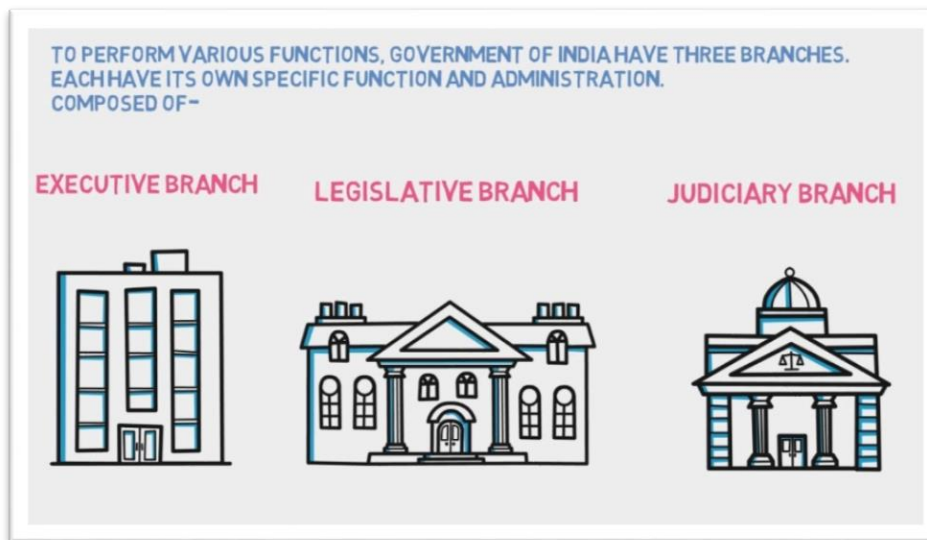 TO PERFORM VARIOUS FUNCTIONS, GOVERNMENT OF INDIA HAVE THREE BRANCHES.
EACH HAVE ITS OWN SPECIFIC FUNCTION AND ADMINISTRATION.
COMPOSED OF-
EXECUTIVE BRANCH
LEGISLATIVE BRANCH
JUDICIARY BRANCH